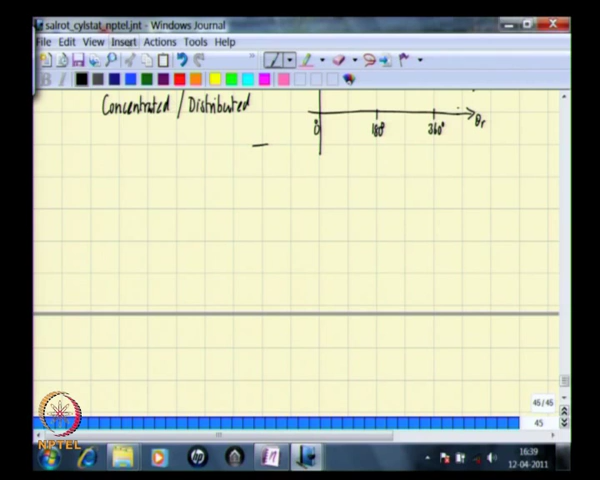 salrot_cylstat_nptel.jnt - Windows Journal
File Edit View Insert Actions Tools Help
B I
Concentrated / Distributed
0 180° 360° θr
45/45
45
NPTEL
16:39
12-04-2011